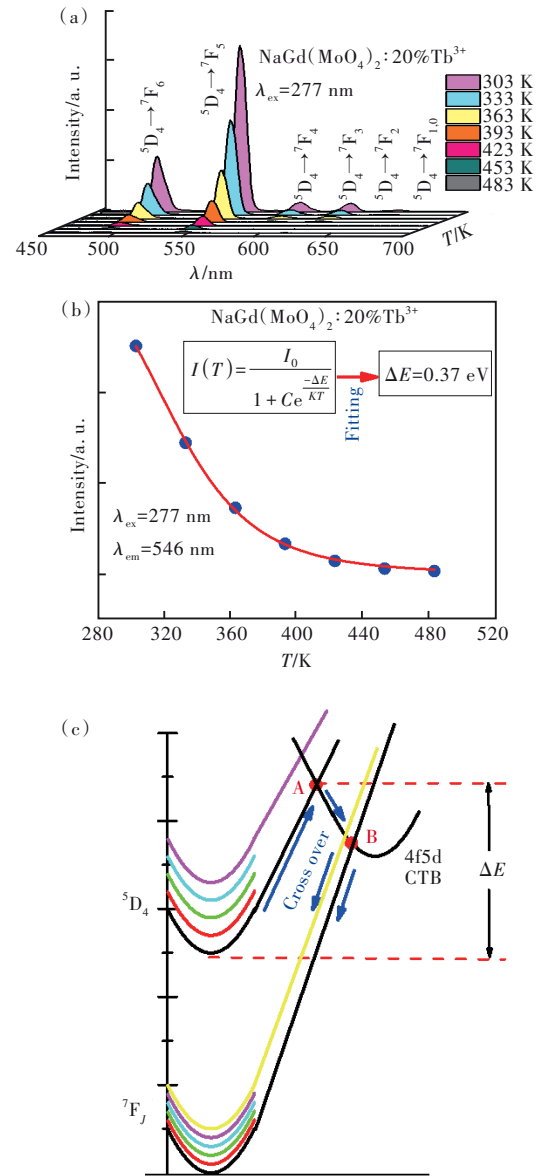 (a)
NaGd(MoO₄)₂:20%Tb³⁺
λex=277 nm
⁵D₄→⁷F₆
⁵D₄→⁷F₅
⁵D₄→⁷F₄
⁵D₄→⁷F₃
⁵D₄→⁷F₂
⁵D₄→⁷F₁,₀
303 K
333 K
363 K
393 K
423 K
453 K
483 K
Intensity/a. u.
450 500 550 600 650 700
λ/nm
T/K
(b)
NaGd(MoO₄)₂:20%Tb³⁺
I(T)=I₀/(1+Ce^(-ΔE/KT))
Fitting
ΔE=0.37 eV
Intensity/a. u.
λex=277 nm
λem=546 nm
280 320 360 400 440 480 520
T/K
(c)
A
B
Cross over
4f5d
CTB
ΔE
⁵D₄
⁷F_J